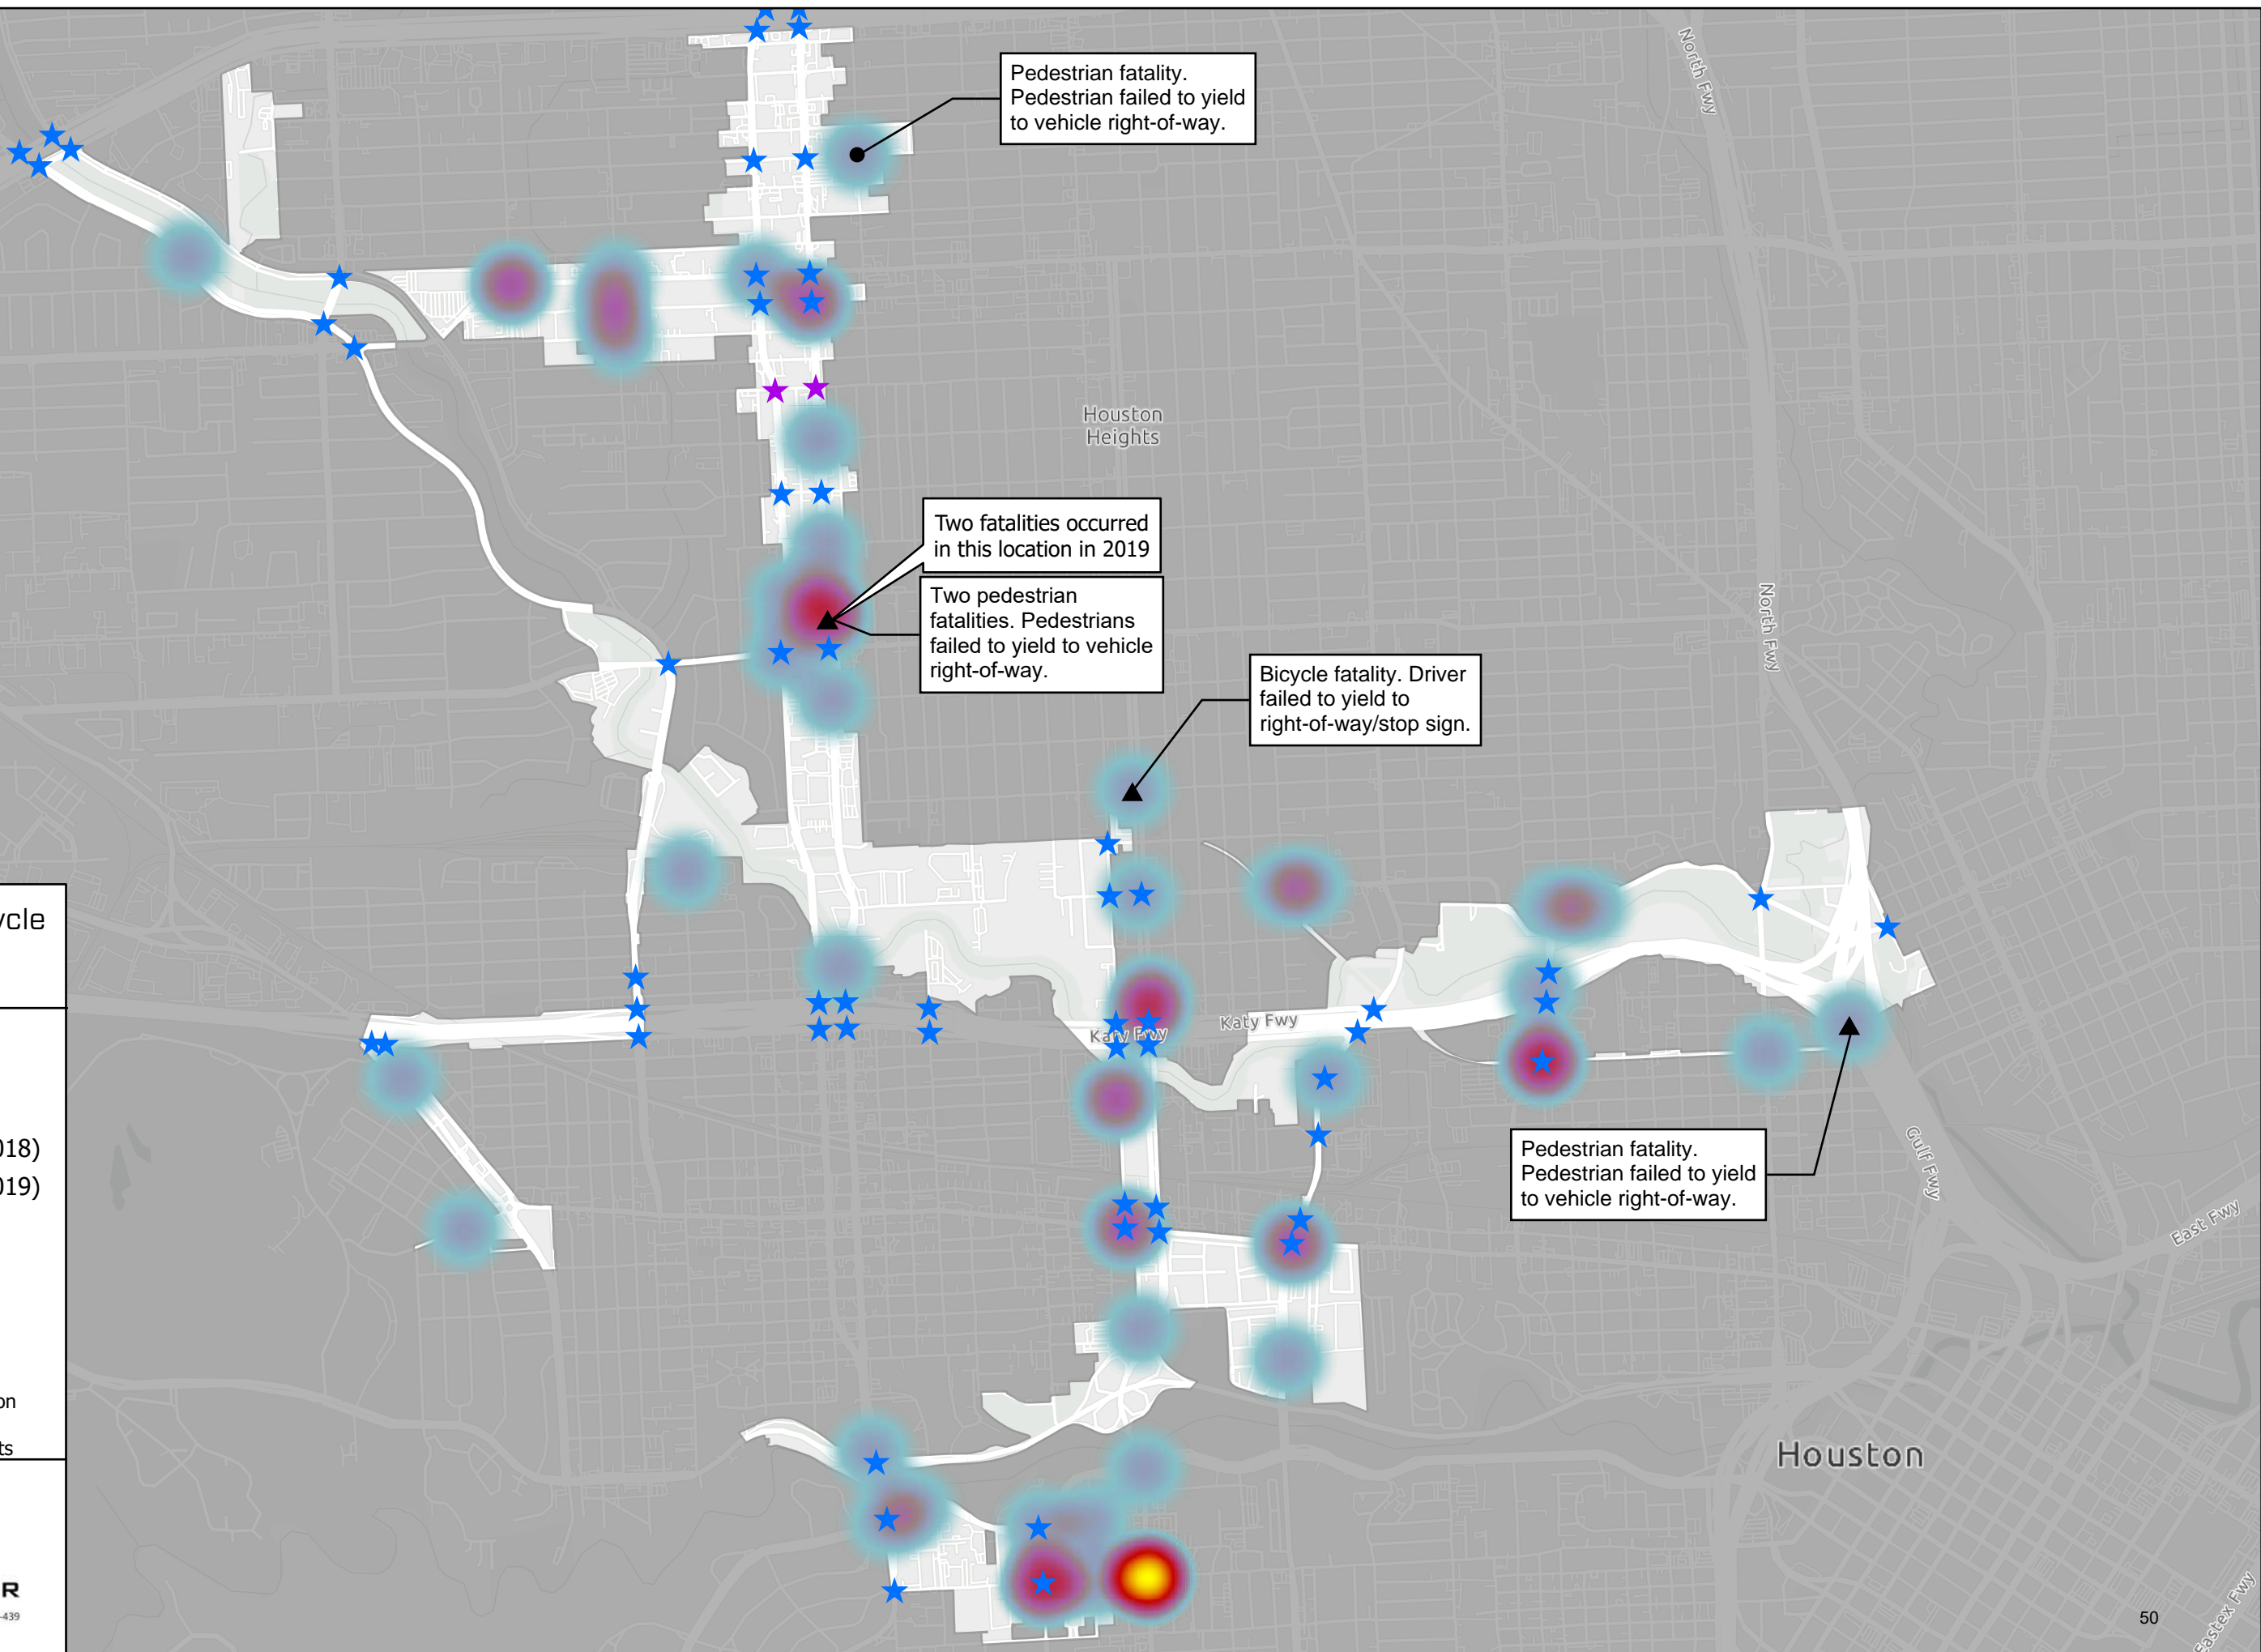 North Fwy
Pedestrian fatality.
Pedestrian failed to yield
to vehicle right-of-way.
Houston
Heights
Two fatalities occurred
in this location in 2019
Two pedestrian
fatalities. Pedestrians
failed to yield to vehicle
right-of-way.
North Fwy
Bicycle fatality. Driver
failed to yield to
right-of-way/stop sign.
ycle
Katy Fwy
Katy Fwy
018)
019)
Pedestrian fatality.
Pedestrian failed to yield
to vehicle right-of-way.
Gulf Fwy
East Fwy
on
ts
Houston
R
-439
50
Eastex Fwy